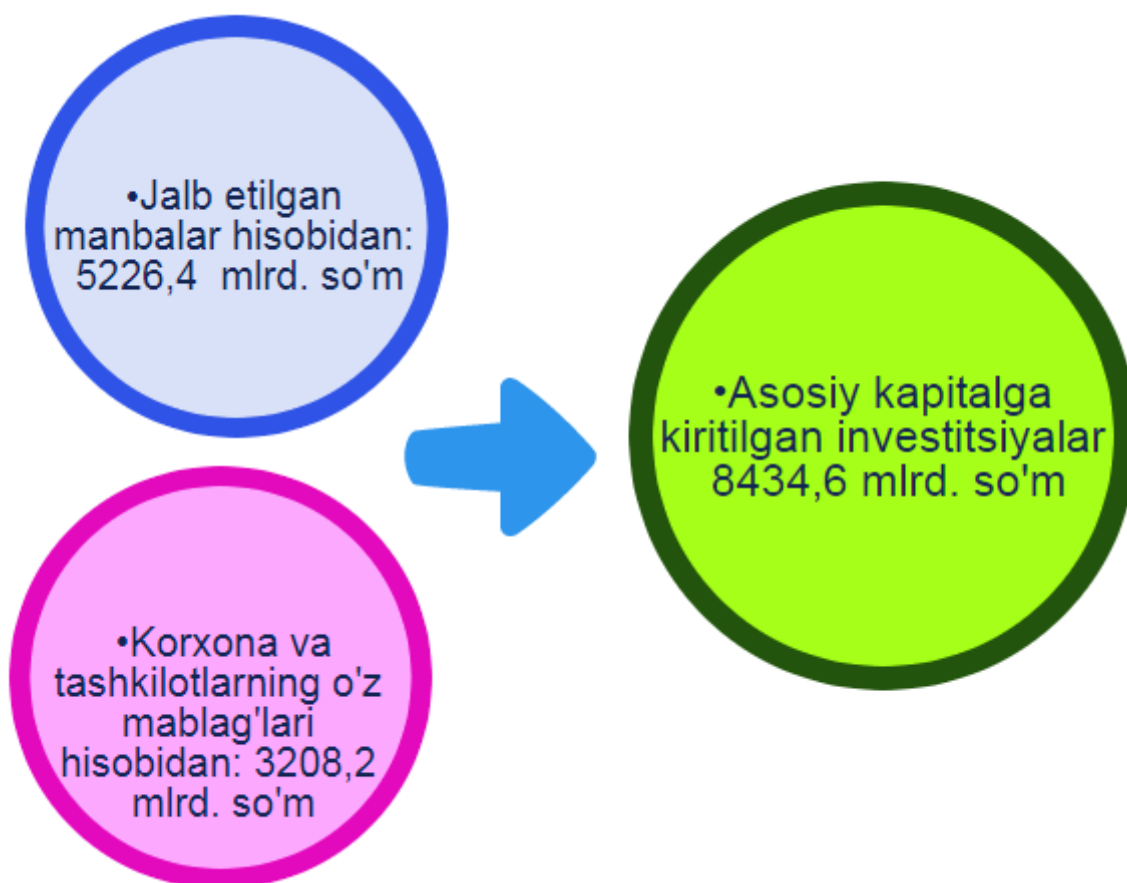 •Jalb etilgan
manbalar hisobidan:
5226,4  mlrd. so'm
•Korxona va
tashkilotlarning o'z
mablag'lari
hisobidan: 3208,2
mlrd. so'm
•Asosiy kapitalga
kiritilgan investitsiyalar
8434,6 mlrd. so'm